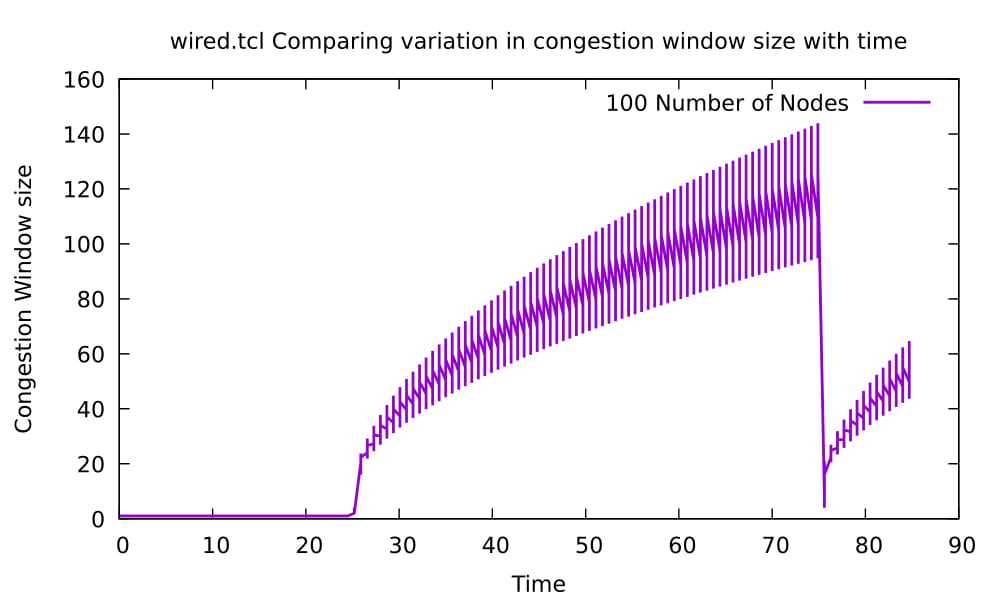 wired.tcl Comparing variation in congestion window size with time
100 Number of Nodes
Congestion Window size
160
140
120
100
80
60
40
20
0
0 10 20 30 40 50 60 70 80 90
Time